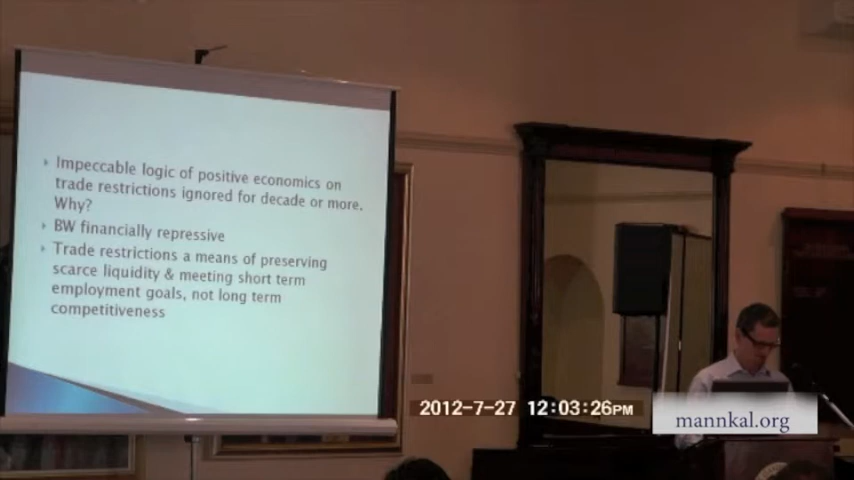 Impeccable logic of positive economics on
trade restrictions ignored for decade or more.
Why?
BW financially repressive
Trade restrictions a means of preserving
scarce liquidity & meeting short term
employment goals, not long term
competitiveness
2012-7-27 12:03:26PM
mannkal.org